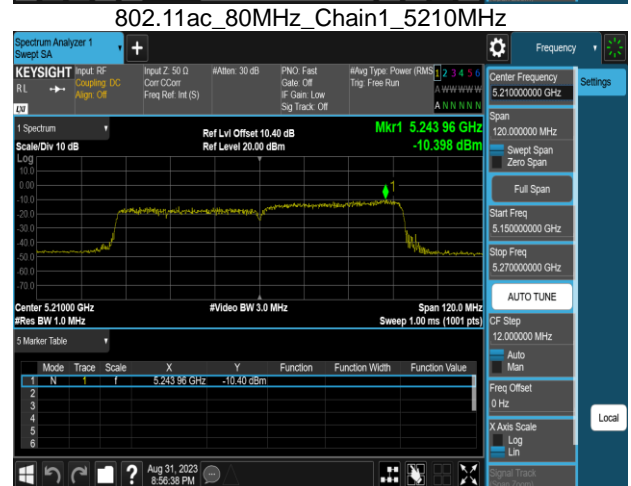 802.11ac_80MHz_Chain1_5210MHz
Spectrum Analyzer 1
Swept SA
Frequency
KEYSIGHT
RL
LXI
Input: RF
Coupling: DC
Align: Off
Input Z: 50 Ω
Corr CCorr
Freq Ref: Int (S)
#Atten: 30 dB
PNO: Fast
Gate: Off
IF Gain: Low
Sig Track: Off
#Avg Type: Power (RMS
Trig: Free Run
1 2 3 4 5 6
A W W W W W
A N N N N N
Center Frequency
5.210000000 GHz
Settings
1 Spectrum
Scale/Div 10 dB
Ref Lvl Offset 10.40 dB
Ref Level 20.00 dBm
Mkr1 5.243 96 GHz
-10.398 dBm
Span
120.000000 MHz
Swept Span
Zero Span
Log
10.0
0.00
-10.0
-20.0
-30.0
-40.0
-50.0
-60.0
-70.0
1
Full Span
Start Freq
5.150000000 GHz
Stop Freq
5.270000000 GHz
AUTO TUNE
Center 5.21000 GHz
#Res BW 1.0 MHz
#Video BW 3.0 MHz
Span 120.0 MHz
Sweep 1.00 ms (1001 pts)
CF Step
12.000000 MHz
Auto
Man
5 Marker Table
Mode Trace Scale X Y Function Function Width Function Value
1 N 1 f 5.243 96 GHz -10.40 dBm
2
3
4
5
6
Freq Offset
0 Hz
X Axis Scale
Log
Lin
Local
Signal Track
(Span Zoom)
?
Aug 31, 2023
8:56:38 PM